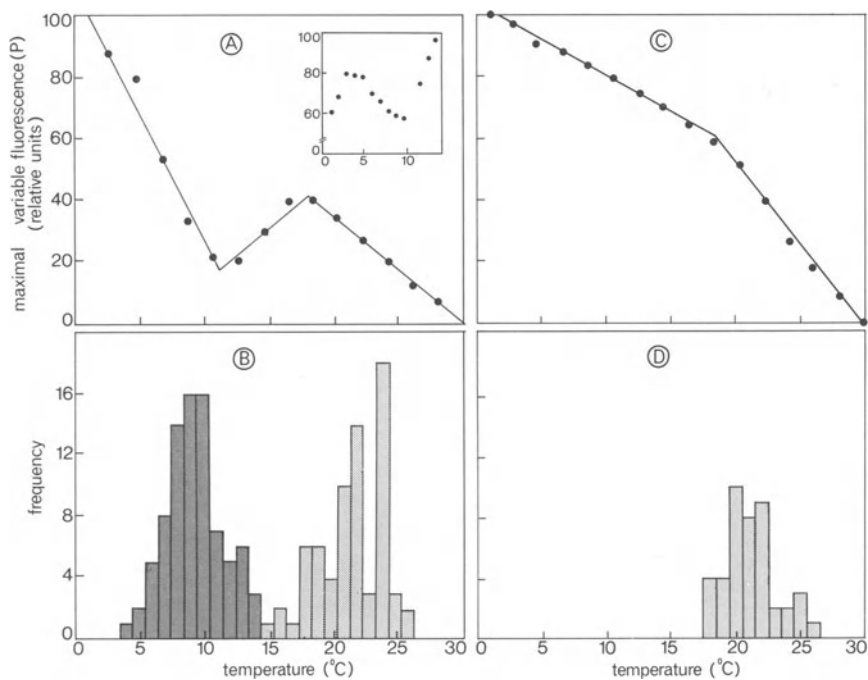 A
C
100
80
60
40
20
0
maximal variable fluorescence (P)
(relative units)
100
80
60
0
0 10
B
D
16
12
8
4
0
frequency
0 5 10 15 20 25 30
temperature (°C)
0 5 10 15 20 25 30
temperature (°C)